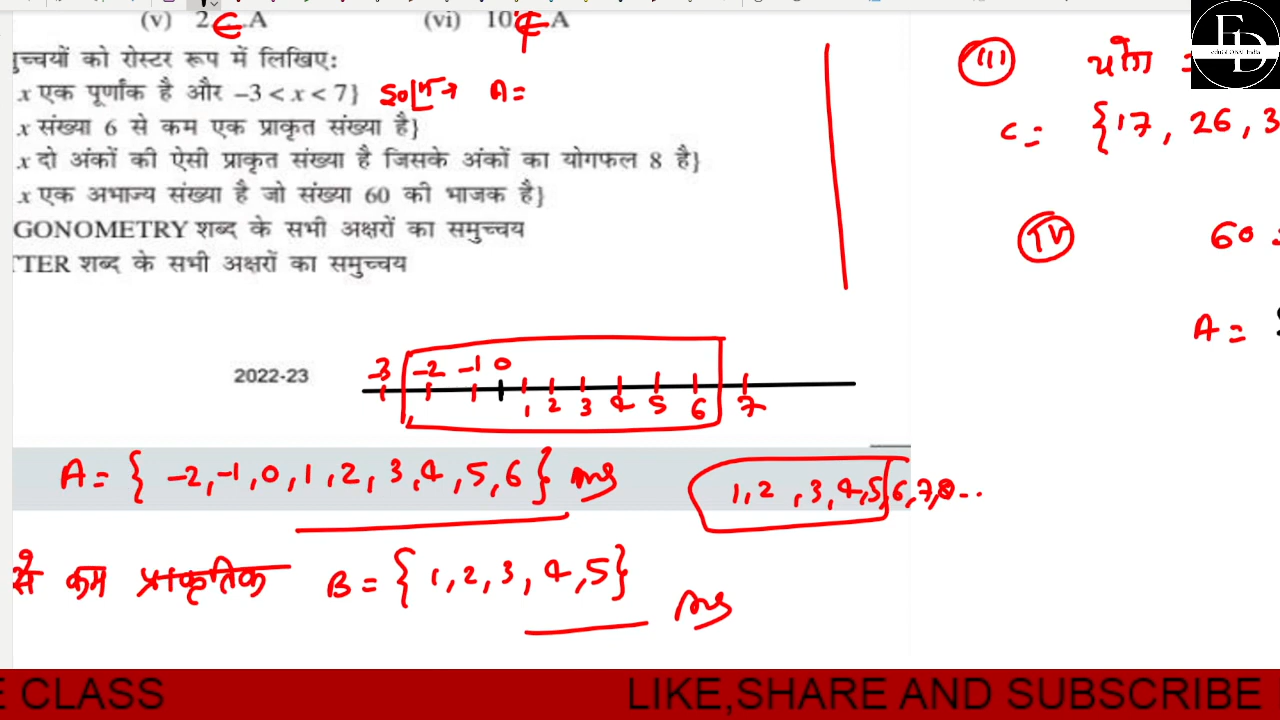 (v) 2 ∈ A (vi) 10 ∉ A
मुच्चयों को रोस्टर रूप में लिखिए:
x एक पूर्णांक है और –3 < x < 7} soln→ A=
x संख्या 6 से कम एक प्राकृत संख्या है}
x दो अंकों की ऐसी प्राकृत संख्या है जिसके अंकों का योगफल 8 है}
x एक अभाज्य संख्या है जो संख्या 60 की भाजक है}
GONOMETRY शब्द के सभी अक्षरों का समुच्चय
TTER शब्द के सभी अक्षरों का समुच्चय
III योग =
C = {17, 26, 3
IV 60 =
A =
2022-23
-3 -2 -1 0 1 2 3 4 5 6 7
A = { -2, -1, 0, 1, 2, 3, 4, 5, 6 } Ans
1, 2, 3, 4, 5, 6, 7, 8 ...
से कम प्राकृतिक B = { 1, 2, 3, 4, 5} Ans
E CLASS LIKE,SHARE AND SUBSCRIBE